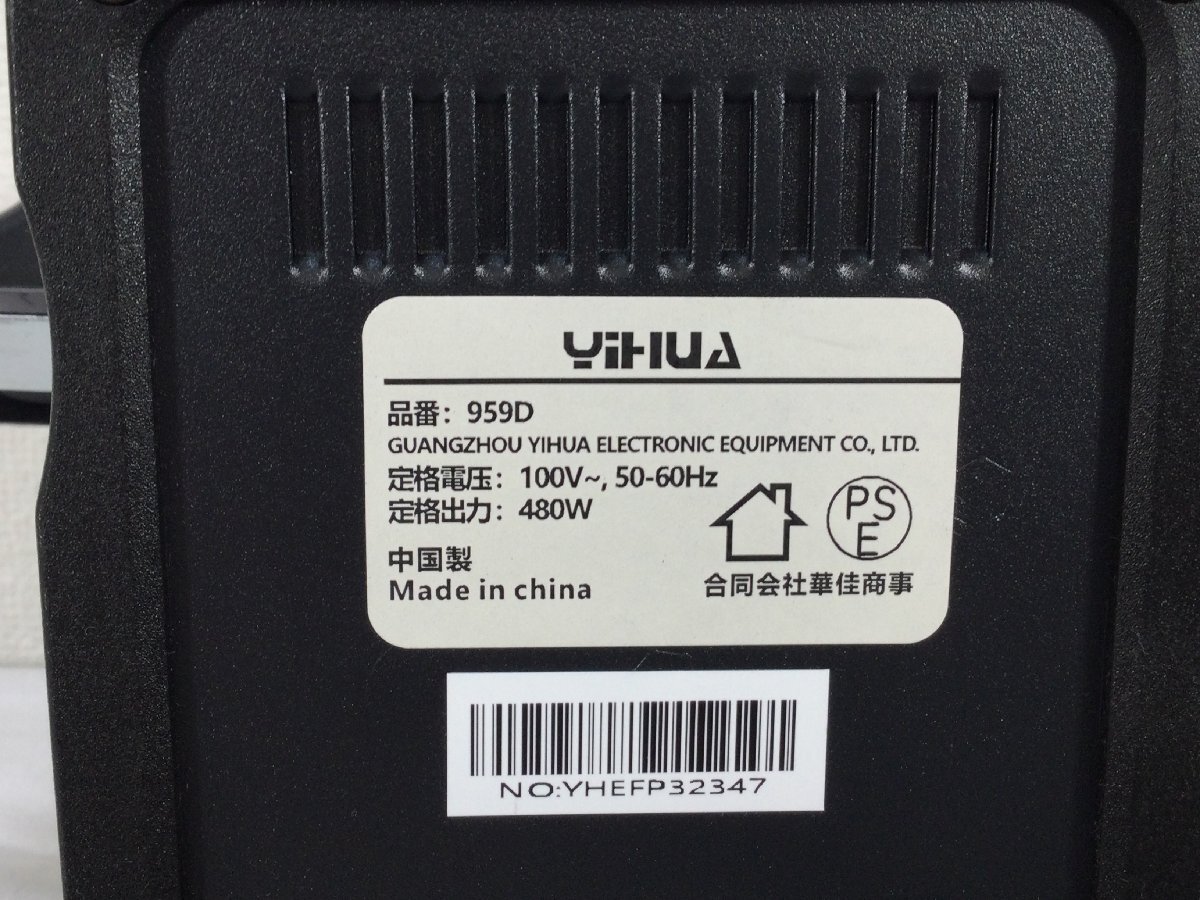 YiHUA
品番：959D
GUANGZHOU YIHUA ELECTRONIC EQUIPMENT CO., LTD.
定格電圧：100V~, 50-60Hz
定格出力：480W
PS
E
中国製
Made in china
合同会社華佳商事
NO:YHEFP32347